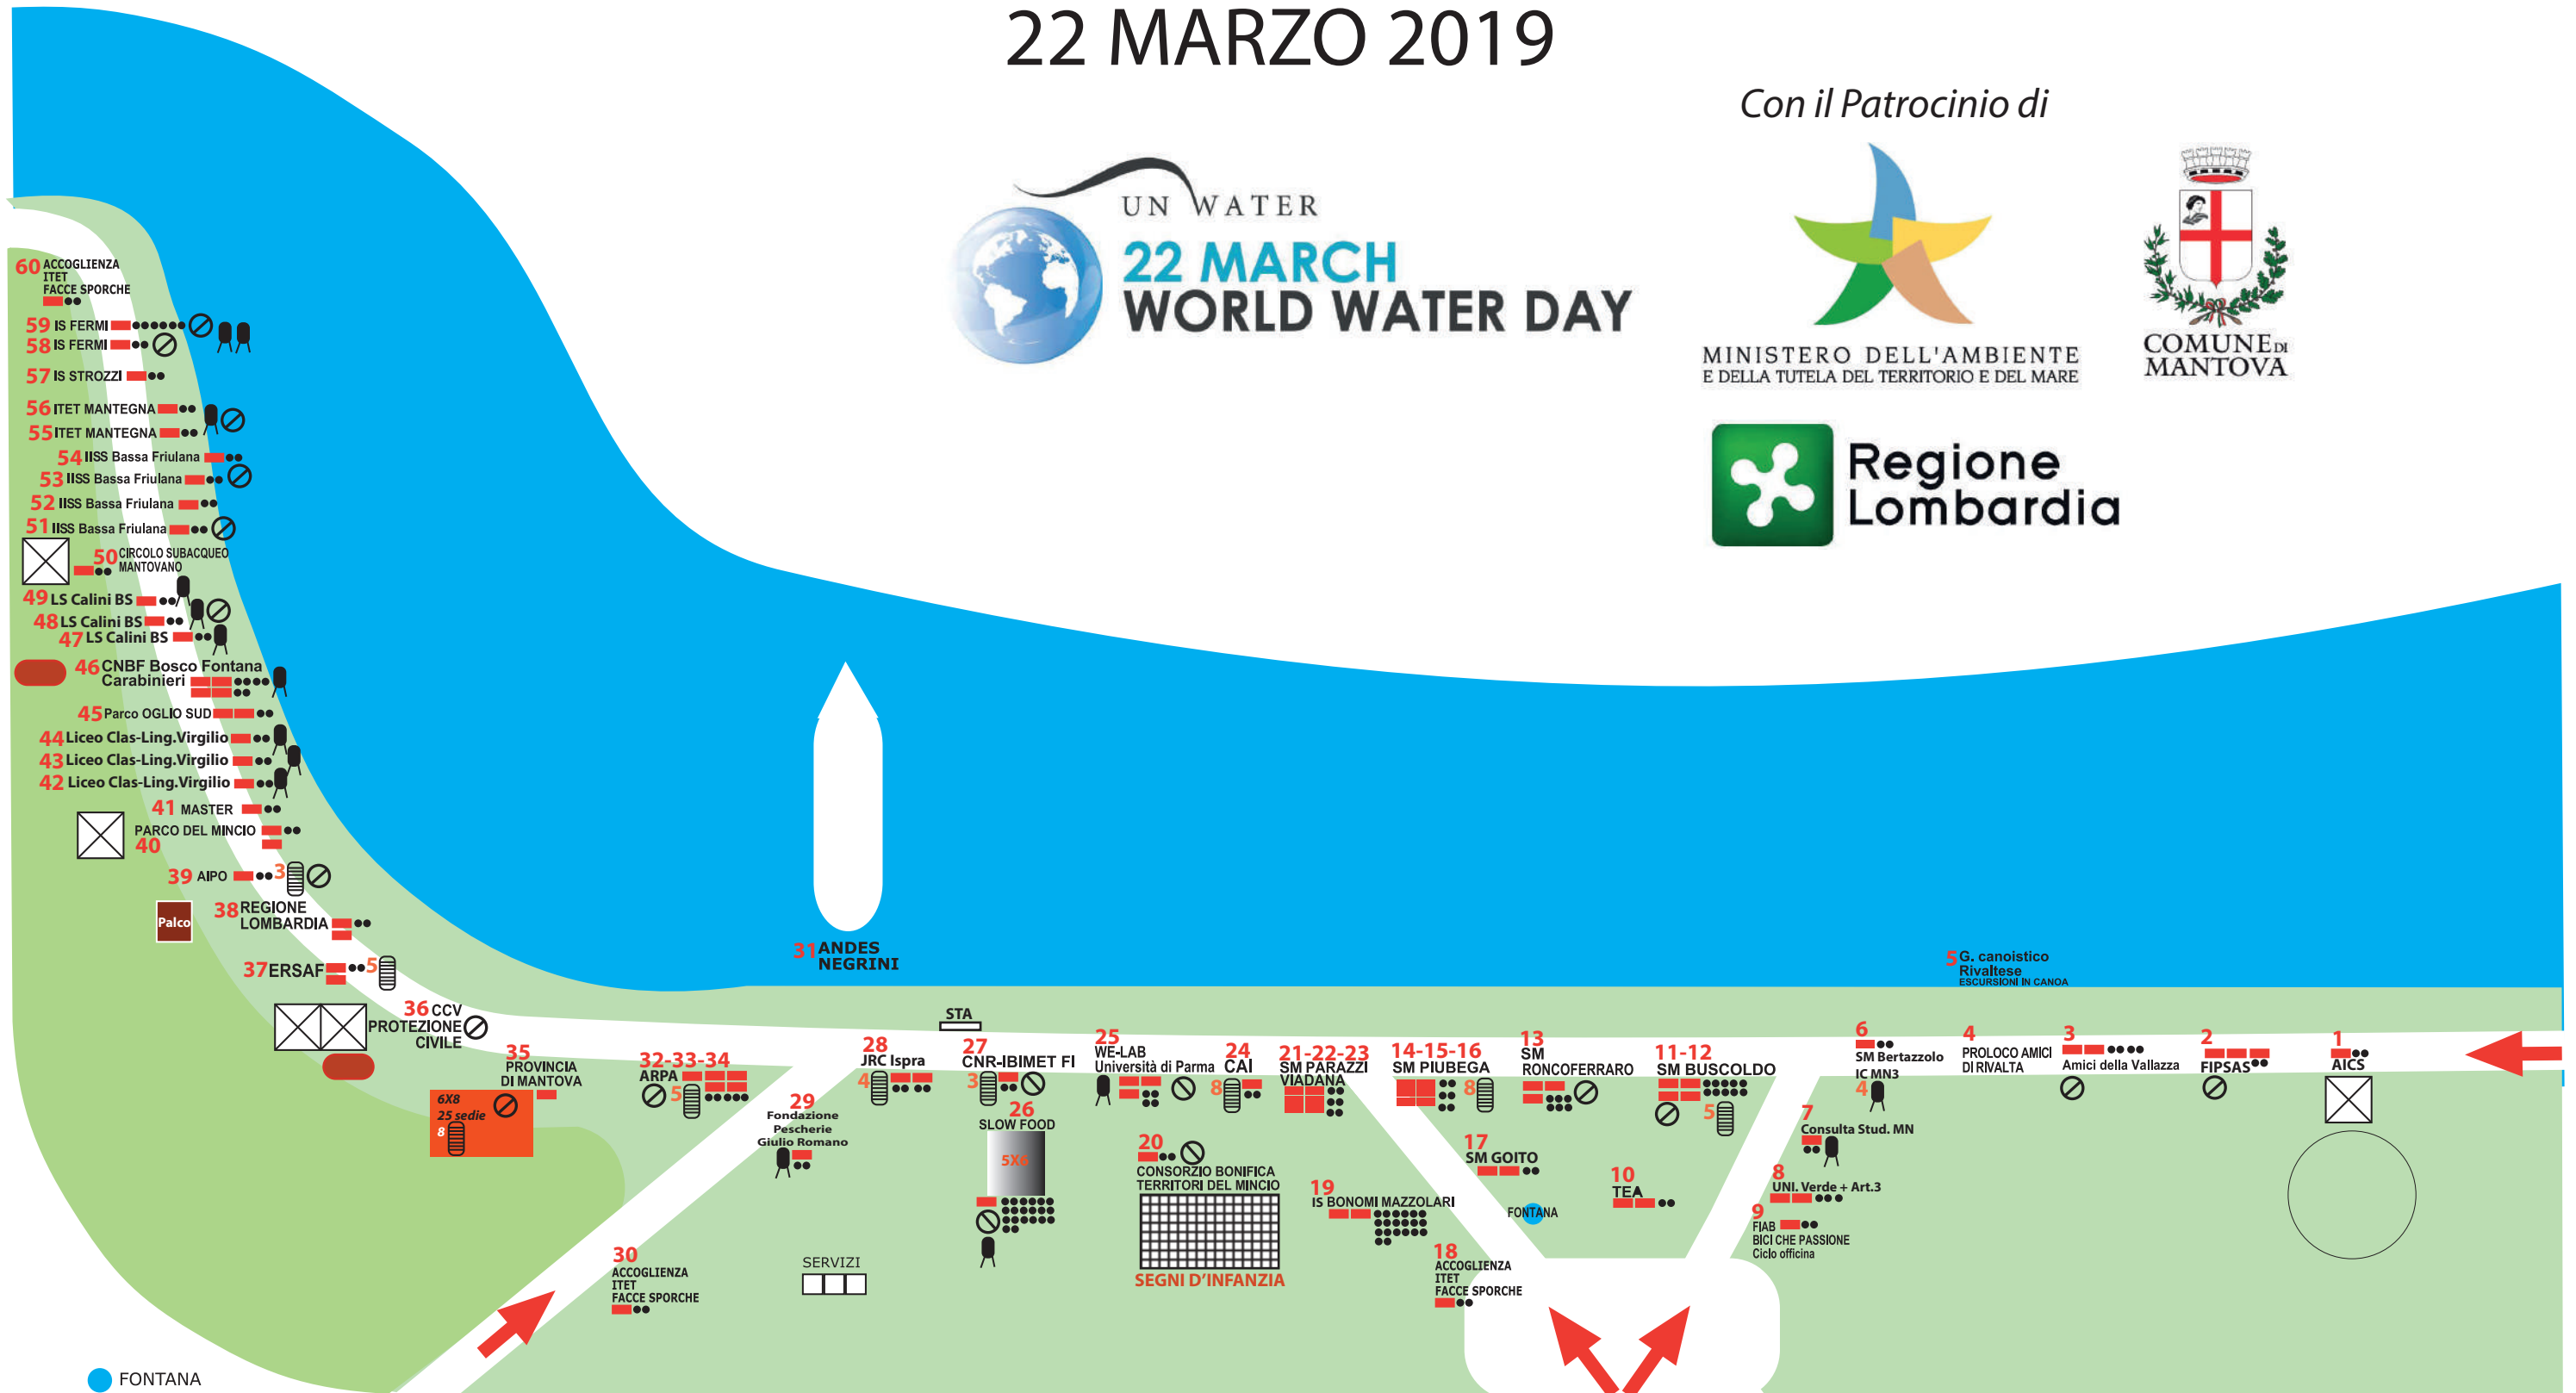 22 MARZO 2019
Con il Patrocinio di
UN WATER
22 MARCH
WORLD WATER DAY
MINISTERO DELL'AMBIENTE
E DELLA TUTELA DEL TERRITORIO E DEL MARE
COMUNE DI
MANTOVA
Regione
Lombardia
60 ACCOGLIENZA
ITET
FACCE SPORCHE
59 IS FERMI
58 IS FERMI
57 IS STROZZI
56 ITET MANTEGNA
55 ITET MANTEGNA
54 IISS Bassa Friulana
53 IISS Bassa Friulana
52 IISS Bassa Friulana
51 IISS Bassa Friulana
50 CIRCOLO SUBACQUEO
MANTOVANO
49 LS Calini BS
48 LS Calini BS
47 LS Calini BS
46 CNBF Bosco Fontana
Carabinieri
45 Parco OGLIO SUD
44 Liceo Clas-Ling.Virgilio
43 Liceo Clas-Ling.Virgilio
42 Liceo Clas-Ling.Virgilio
41 MASTER
PARCO DEL MINCIO
40
39 AIPO 3
Palco
38 REGIONE
LOMBARDIA
37 ERSAF 5
36 CCV
PROTEZIONE
CIVILE
35
PROVINCIA
DI MANTOVA
6X8
25 sedie
8
32-33-34
ARPA
5
31 ANDES
NEGRINI
30
ACCOGLIENZA
ITET
FACCE SPORCHE
29
Fondazione
Pescherie
Giulio Romano
SERVIZI
28
JRC Ispra
4
STA
27
CNR-IBIMET FI
3
26
SLOW FOOD
5X6
25
WE-LAB
Università di Parma
24
CAI
8
21-22-23
SM PARAZZI
VIADANA
20
CONSORZIO BONIFICA
TERRITORI DEL MINCIO
SEGNI D'INFANZIA
19
IS BONOMI MAZZOLARI
18
ACCOGLIENZA
ITET
FACCE SPORCHE
14-15-16
SM PIUBEGA
8
17
SM GOITO
FONTANA
13
SM
RONCOFERRARO
11-12
SM BUSCOLDO
5
10
TEA
5 G. canoistico
Rivaltese
ESCURSIONI IN CANOA
6
SM Bertazzolo
IC MN3
4
7
Consulta Stud. MN
8
UNI. Verde + Art.3
9
FIAB
BICI CHE PASSIONE
Ciclo officina
4
PROLOCO AMICI
DI RIVALTA
3
Amici della Vallazza
2
FIPSAS
1
AICS
FONTANA